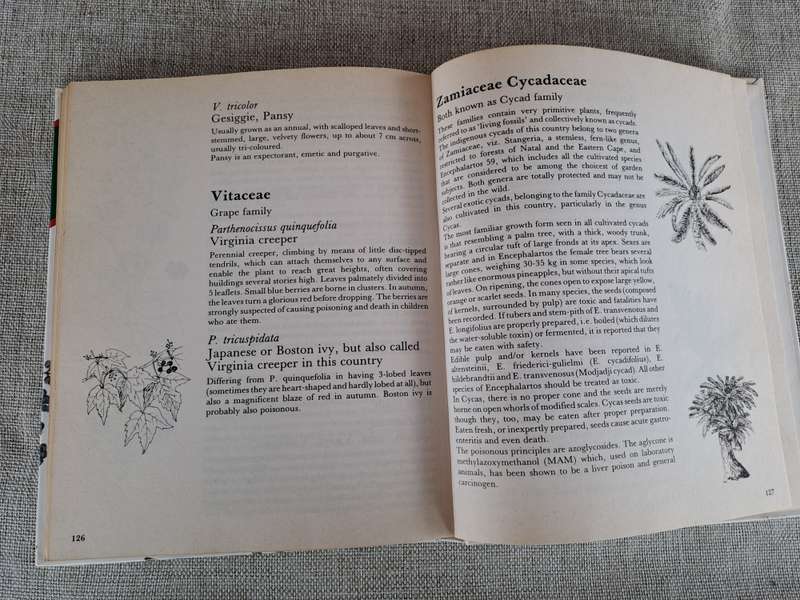 V. tricolor
Gesiggie, Pansy
Usually grown as an annual, with scalloped leaves and short-
stemmed, large, velvety flowers, up to about 7 cm across,
usually tri-coloured.
Pansy is an expectorant, emetic and purgative.
Vitaceae
Grape family
Parthenocissus quinquefolia
Virginia creeper
Perennial creeper, climbing by means of little disc-tipped
tendrils, which can attach themselves to any surface and
enable the plant to reach great heights, often covering
buildings several stories high. Leaves palmately divided into
5 leaflets. Small blue berries are borne in clusters. In autumn,
the leaves turn a glorious red before dropping. The berries are
strongly suspected of causing poisoning and death in children
who ate them.
P. tricuspidata
Japanese or Boston ivy, but also called
Virginia creeper in this country
Differing from P. quinquefolia in having 3-lobed leaves
(sometimes they are heart-shaped and hardly lobed at all), but
also a magnificent blaze of red in autumn. Boston ivy is
probably also poisonous.
126
Zamiaceae Cycadaceae
Both known as Cycad family
These families contain very primitive plants, frequently
referred to as 'living fossils' and collectively known as cycads.
The indigenous cycads of this country belong to two genera
of Zamiaceae, viz. Stangeria, a stemless, fern-like genus,
restricted to forests of Natal and the Eastern Cape, and
Encephalartos 59, which includes all the cultivated species
that are considered to be among the choicest of garden
subjects. Both genera are totally protected and may not be
collected in the wild.
Several exotic cycads, belonging to the family Cycadaceae are
also cultivated in this country, particularly in the genus
Cycas.
The most familiar growth form seen in all cultivated cycads
is that resembling a palm tree, with a thick, woody trunk,
bearing a circular tuft of large fronds at its apex. Sexes are
separate and in Encephalartos the female tree bears several
large cones, weighing 30-35 kg in some species, which look
rather like enormous pineapples, but without their apical tufts
of leaves. On ripening, the cones open to expose large yellow,
orange or scarlet seeds. In many species, the seeds (composed
of kernels, surrounded by pulp) are toxic and fatalities have
been recorded. If tubers and stem-pith of E. transvenotus and
E. longifolius are properly prepared, i.e. boiled (which dilutes
the water-soluble toxin) or fermented, it is reported that they
may be eaten with safety.
Edible pulp and/or kernels have been reported in E.
altensteinii, E. friederici-gulielmi (E. cycadifolius), E.
hildebrandtii and E. transvenosus (Modjadji cycad). All other
species of Encephalartos should be treated as toxic.
In Cycas, there is no proper cone and the seeds are merely
borne on open whorls of modified scales. Cycas seeds are toxic
though they, too, may be eaten after proper preparation.
Eaten fresh, or inexpertly prepared, seeds cause acute gastro-
enteritis and even death.
The poisonous principles are azoglycosides. The aglycone is
methylazoxymethanol (MAM) which, used on laboratory
animals, has been shown to be a liver poison and general
carcinogen.
127